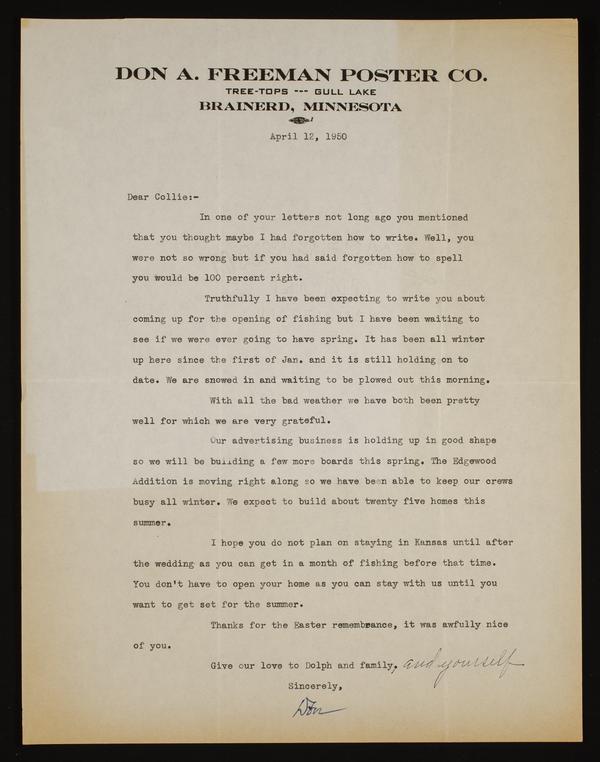 DON A. FREEMAN POSTER CO.
TREE-TOPS --- GULL LAKE
BRAINERD, MINNESOTA
April 12, 1950
Dear Collie:-
In one of your letters not long ago you mentioned
that you thought maybe I had forgotten how to write. Well, you
were not so wrong but if you had said forgotten how to spell
you would be 100 percent right.
Truthfully I have been expecting to write you about
coming up for the opening of fishing but I have been waiting to
see if we were ever going to have spring. It has been all winter
up here since the first of Jan. and it is still holding on to
date. We are snowed in and waiting to be plowed out this morning.
With all the bad weather we have both been pretty
well for which we are very grateful.
Our advertising business is holding up in good shape
so we will be building a few more boards this spring. The Edgewood
Addition is moving right along so we have been able to keep our crews
busy all winter. We expect to build about twenty five homes this
summer.
I hope you do not plan on staying in Kansas until after
the wedding as you can get in a month of fishing before that time.
You don't have to open your home as you can stay with us until you
want to get set for the summer.
Thanks for the Easter remembrance, it was awfully nice
of you.
Give our love to Dolph and family, and yourself
Sincerely,
Don